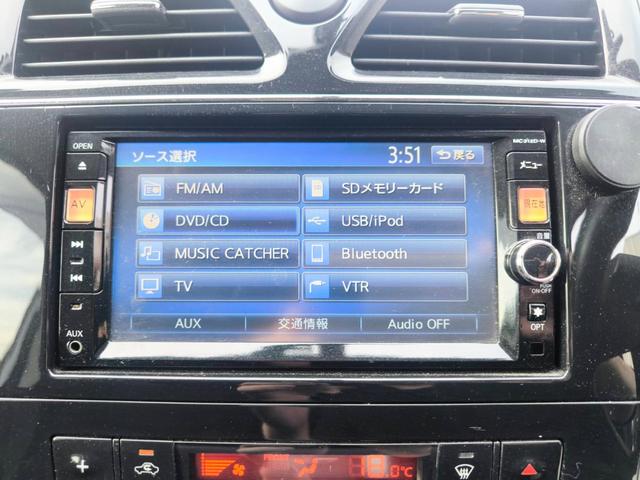 OPEN
MC313D-W
ソース選択
3:51
戻る
メニュー
AV
現在地
FM/AM
SDメモリーカード
DVD/CD
USB/iPod
MUSIC CATCHER
Bluetooth
TV
VTR
音量
PUSH
ON-OFF
AUX
交通情報
Audio OFF
AUX
OPT
℃